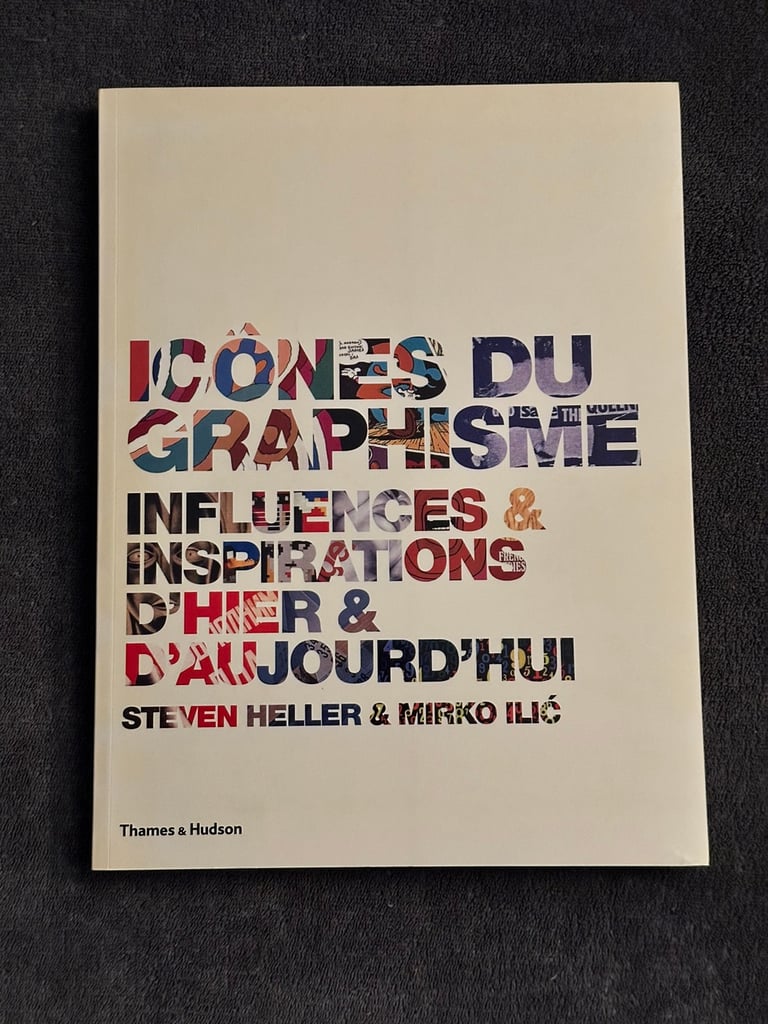 ICÔNES DU
GRAPHISME
INFLUENCES &
INSPIRATIONS
D'HIER &
D'AUJOURD'HUI
STEVEN HELLER & MIRKO ILIĆ
Thames & Hudson